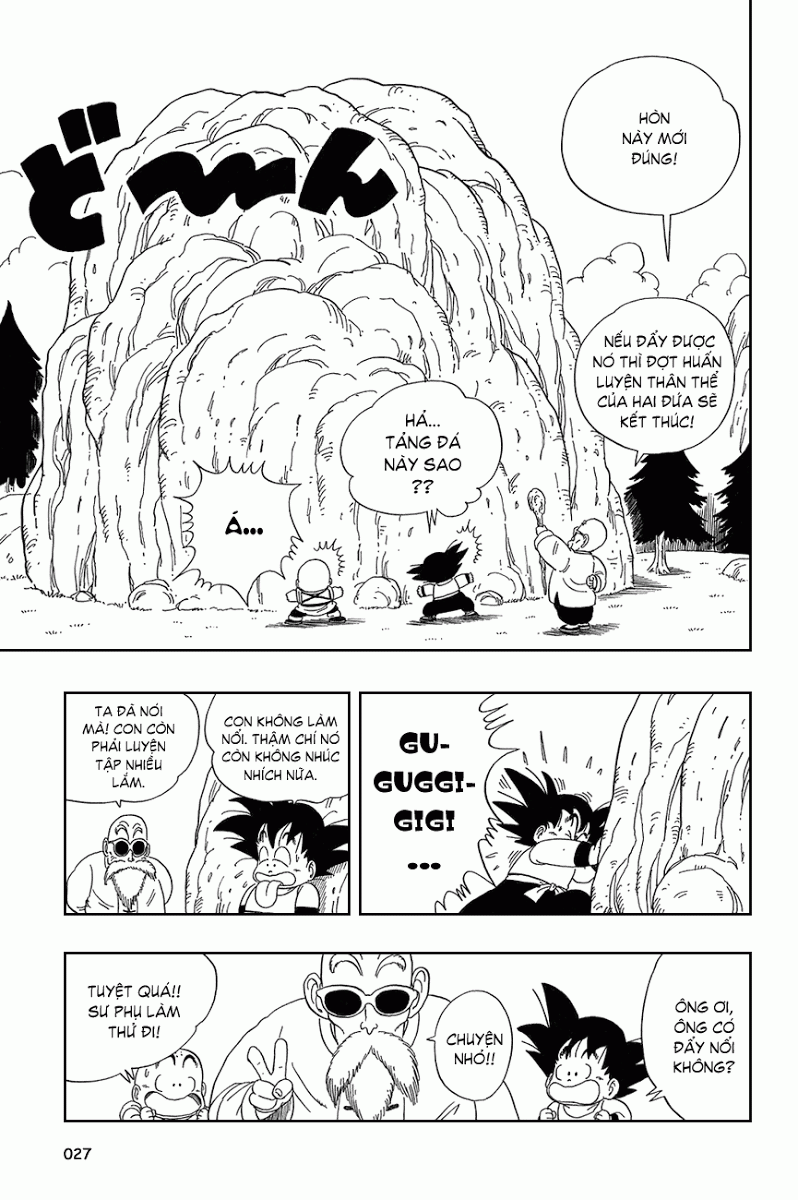 HÒN
NÀY MỚI
ĐÚNG!
どーーん
NẾU ĐẨY ĐƯỢC
NÓ THÌ ĐỢT HUẤN
LUYỆN THÂN THỂ
CỦA HAI ĐỨA SẼ
KẾT THÚC!
HẢ...
TẢNG ĐÁ
NÀY SAO
??
Á...
GU-
GUGGI-
GIGI
...
CON KHÔNG LÀM
NỔI. THẬM CHÍ NÓ
CÒN KHÔNG NHÚC
NHÍCH NỮA.
TA ĐÃ NÓI
MÀ! CON CÒN
PHẢI LUYỆN
TẬP NHIỀU
LẮM.
ÔNG ƠI,
ÔNG CÓ
ĐẨY NỔI
KHÔNG?
CHUYỆN
NHỎ!!
TUYỆT QUÁ!!
SƯ PHỤ LÀM
THỬ ĐI!
027